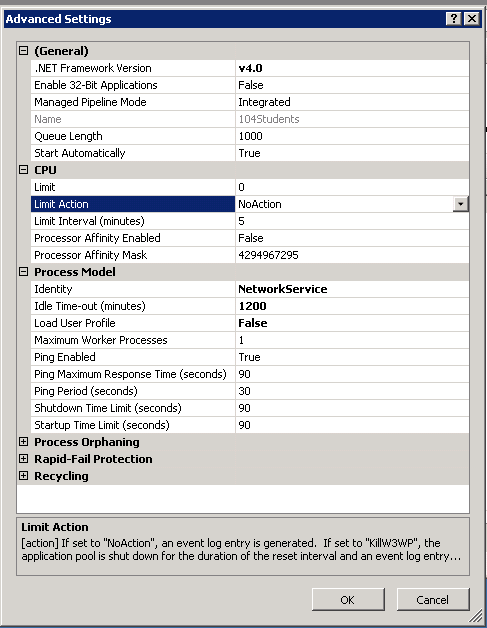 Advanced Settings
(General)
.NET Framework Version v4.0
Enable 32-Bit Applications False
Managed Pipeline Mode Integrated
Name 104Students
Queue Length 1000
Start Automatically True
CPU
Limit 0
Limit Action NoAction
Limit Interval (minutes) 5
Processor Affinity Enabled False
Processor Affinity Mask 4294967295
Process Model
Identity NetworkService
Idle Time-out (minutes) 1200
Load User Profile False
Maximum Worker Processes 1
Ping Enabled True
Ping Maximum Response Time (seconds) 90
Ping Period (seconds) 30
Shutdown Time Limit (seconds) 90
Startup Time Limit (seconds) 90
Process Orphaning
Rapid-Fail Protection
Recycling
Limit Action
[action] If set to "NoAction", an event log entry is generated.  If set to "KillW3WP", the
application pool is shut down for the duration of the reset interval and an event log entry...
OK Cancel